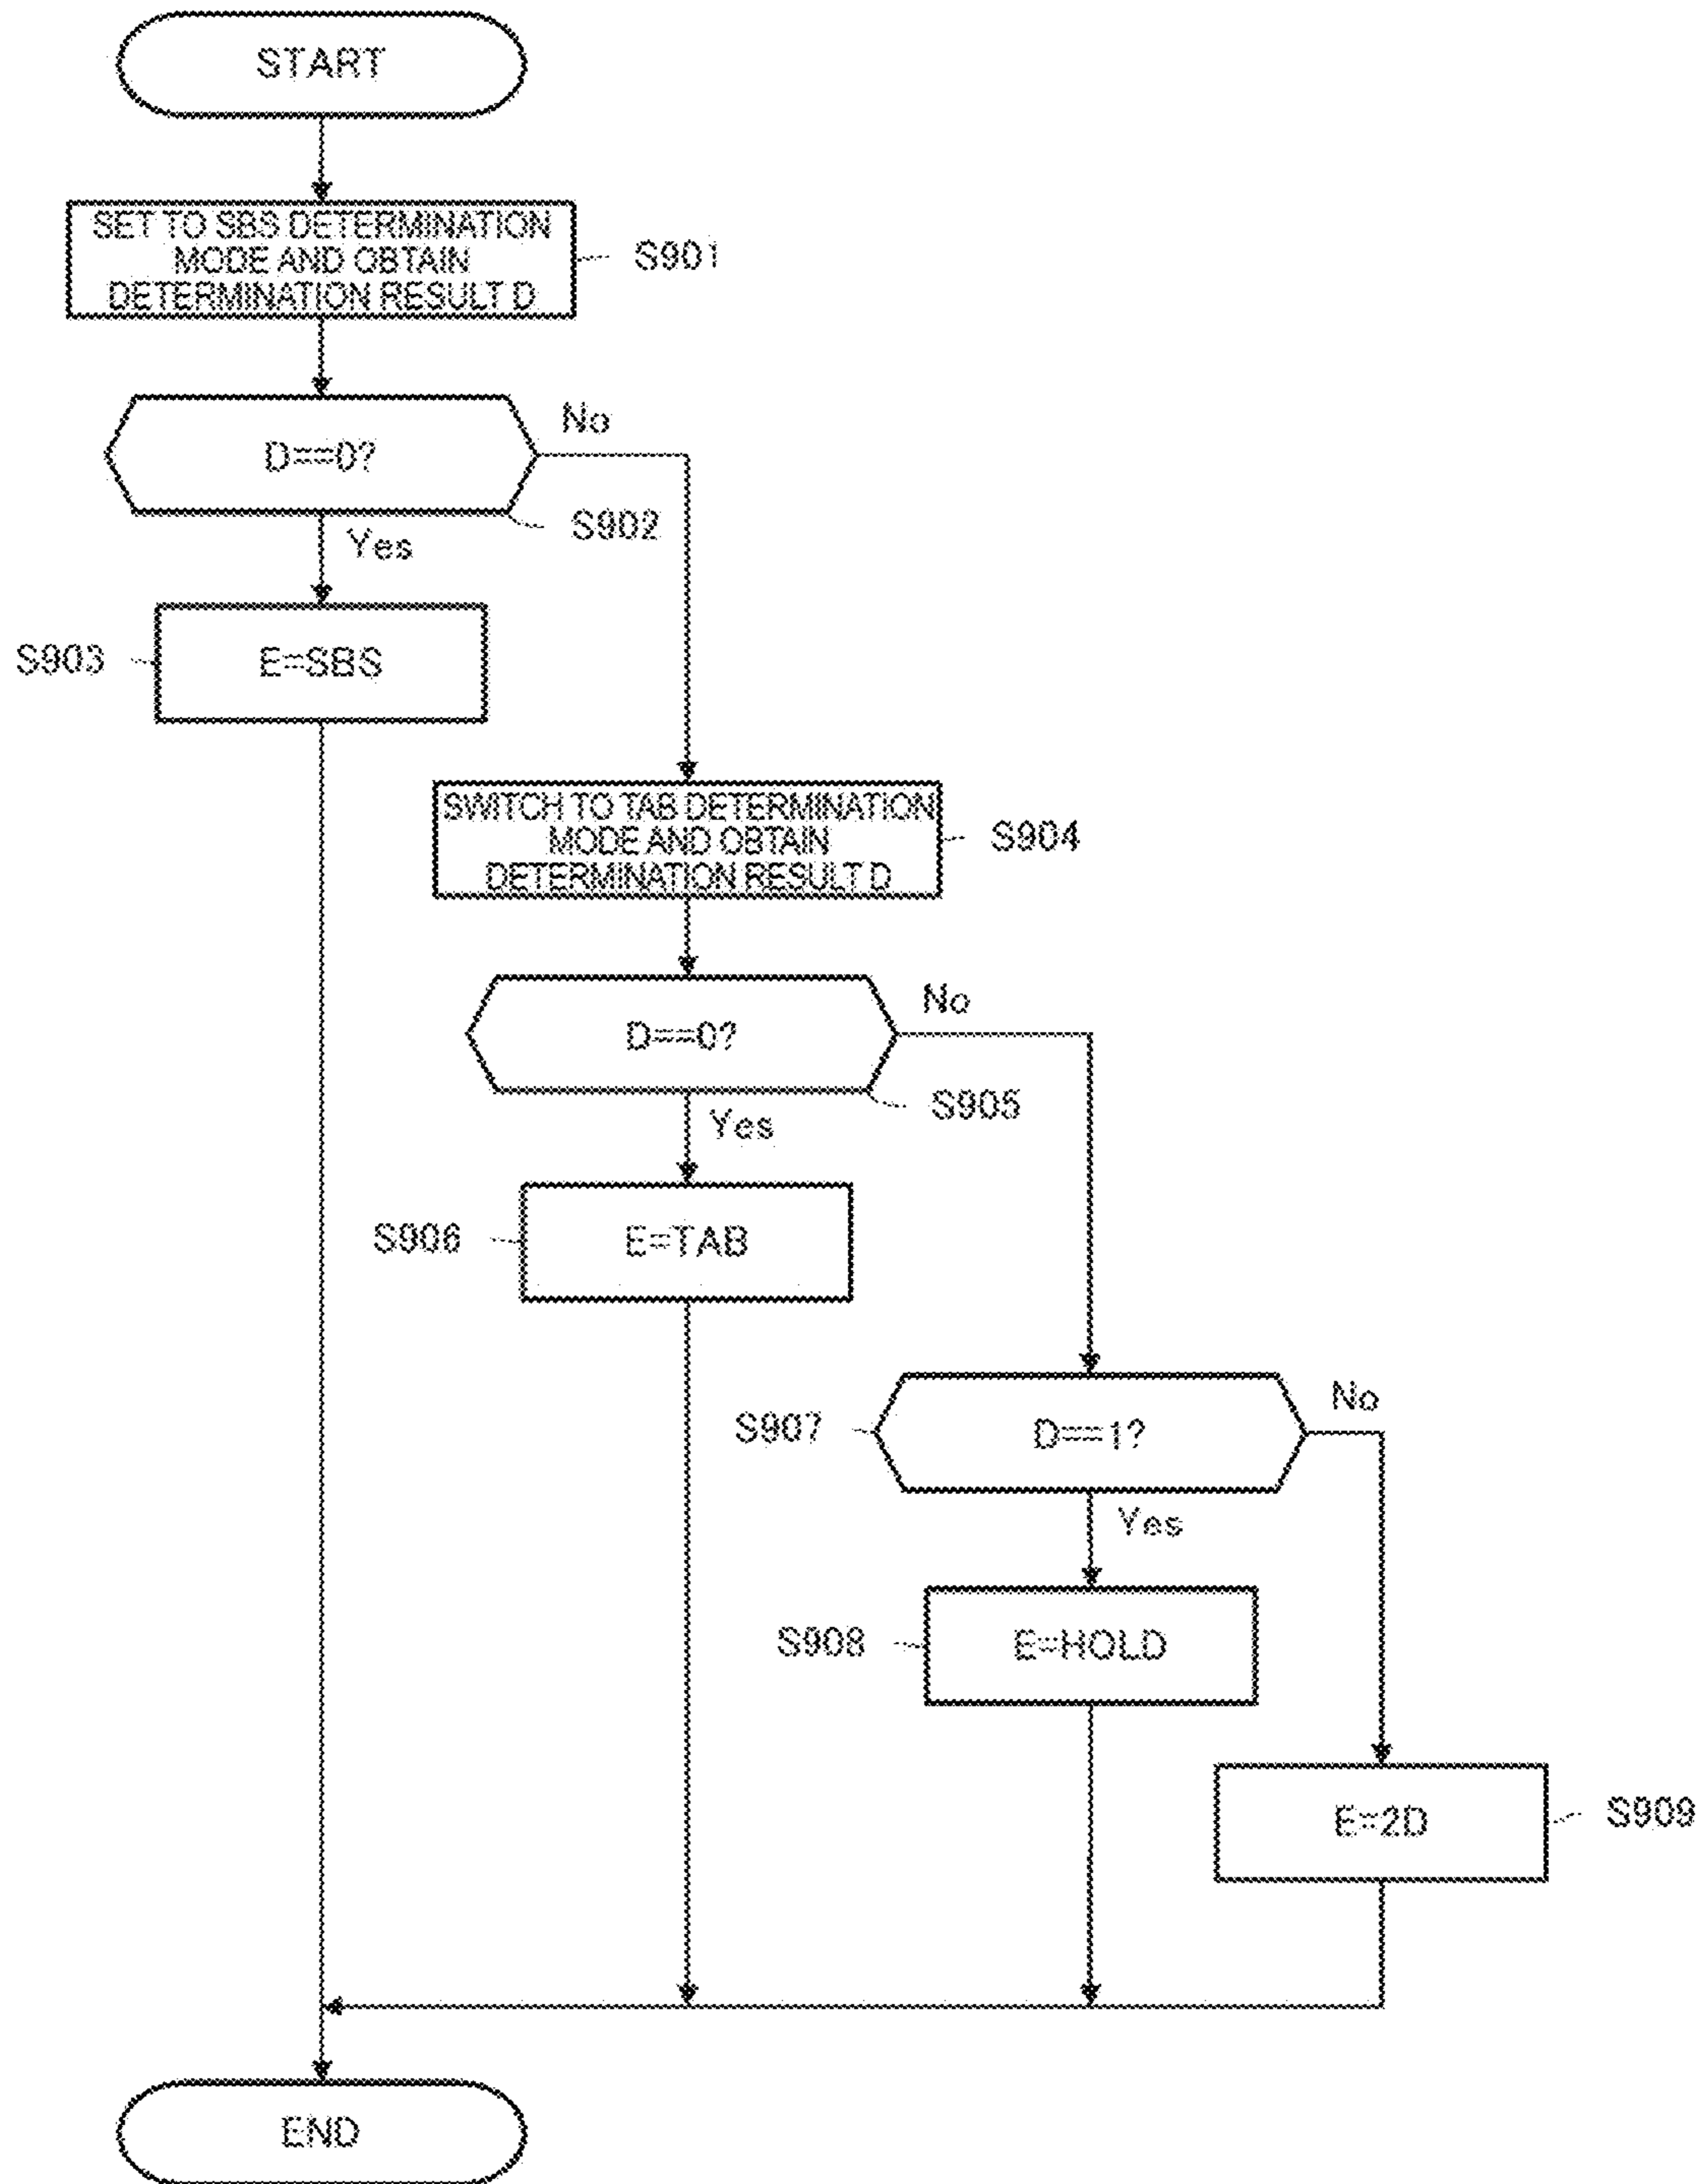 START
SET TO SBS DETERMINATION
MODE AND OBTAIN
DETERMINATION RESULT D
S901
No
D==0?
S902
Yes
S903
E=SBS
SWITCH TO TAB DETERMINATION
MODE AND OBTAIN
DETERMINATION RESULT D
S904
No
D==0?
S905
Yes
S906
E=TAB
No
S907
D==1?
Yes
S908
E=HOLD
E=2D
S909
END